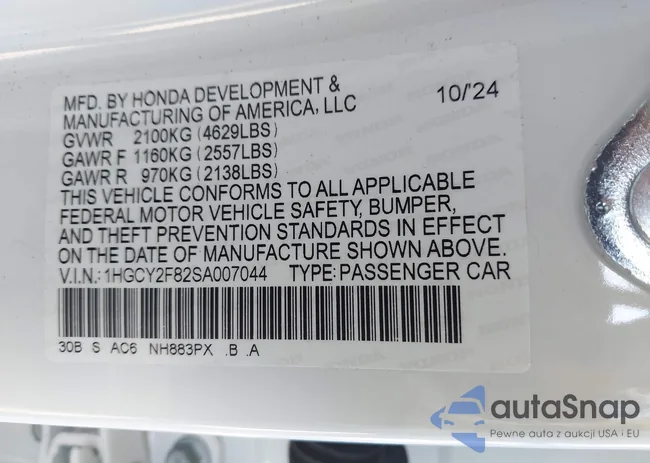 MFD. BY HONDA DEVELOPMENT & 10/'24
MANUFACTURING OF AMERICA, LLC
GVWR 2100KG (4629LBS)
GAWR F 1160KG (2557LBS)
GAWR R 970KG (2138LBS)
THIS VEHICLE CONFORMS TO ALL APPLICABLE
FEDERAL MOTOR VEHICLE SAFETY, BUMPER,
AND THEFT PREVENTION STANDARDS IN EFFECT
ON THE DATE OF MANUFACTURE SHOWN ABOVE.
V.I.N.: 1HGCY2F82SA007044 TYPE: PASSENGER CAR
30B S AC6 NH883PX .B .A
autaSnap
Pewne auta z aukcji USA i EU